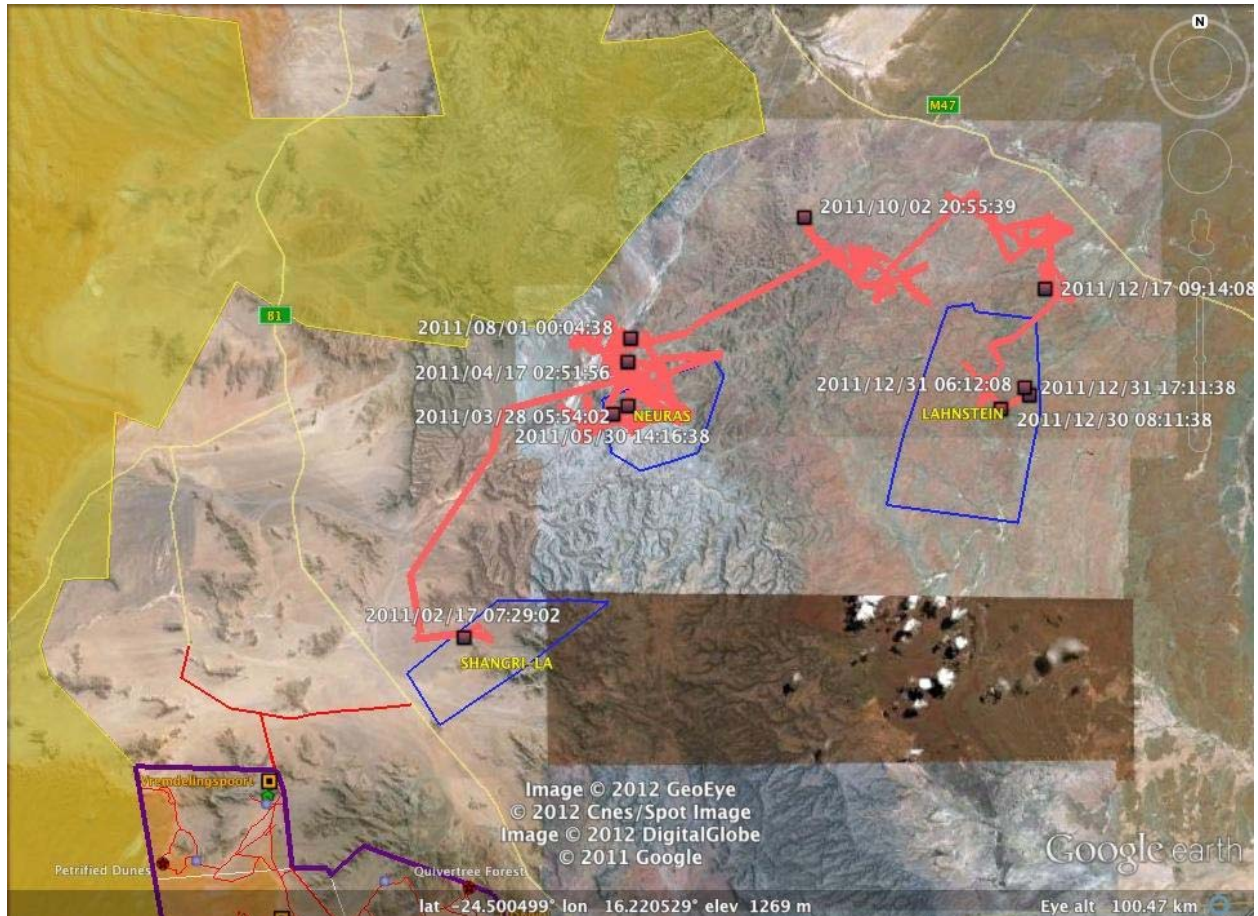 N
M47
2011/10/02 20:55:39
2011/12/17 09:14:08
81
2011/08/01 00:04:38
2011/04/17 02:51:56
2011/12/31 06:12:08
2011/12/31 17:11:38
2011/03/28 05:54:02
NEURAS
LAHNSTEIN
2011/12/30 08:11:38
2011/05/30 14:16:38
2011/02/17 07:29:02
SHANGRI-LA
Vremdelingspoort
Image © 2012 GeoEye
© 2012 Cnes/Spot Image
Image © 2012 DigitalGlobe
© 2011 Google
Google earth
Petrified Dunes
Quivertree Forest
lat -24.500499° lon 16.220529° elev 1269 m
Eye alt 100.47 km